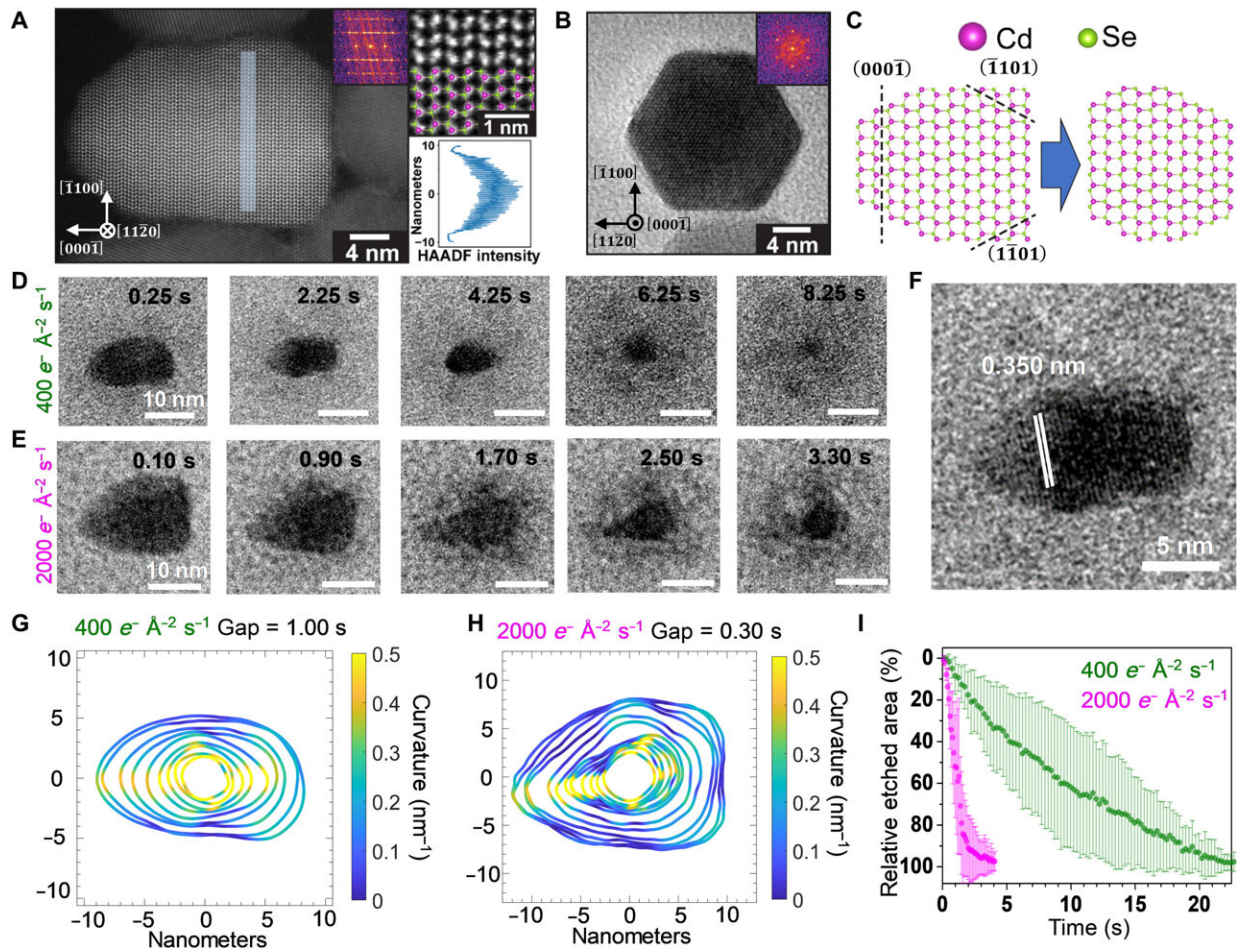 A
[1̄100]
[0001̄]
[112̄0]
4 nm
1 nm
10
0
−10
Nanometers
HAADF intensity
B
[1̄100]
[112̄0]
[0001̄]
4 nm
C
Cd
Se
(0001̄)
(1̄101)
(11̄01)
D
400 e− Å−2 s−1
0.25 s
2.25 s
4.25 s
6.25 s
8.25 s
10 nm
E
2000 e− Å−2 s−1
0.10 s
0.90 s
1.70 s
2.50 s
3.30 s
10 nm
F
0.350 nm
5 nm
G
400 e− Å−2 s−1 Gap = 1.00 s
10
5
0
−5
−10
−10 −5 0 5 10
Nanometers
0.5
0.4
0.3
0.2
0.1
0
Curvature (nm−1)
H
2000 e− Å−2 s−1 Gap = 0.30 s
10
5
0
−5
−10
−10 −5 0 5 10
Nanometers
0.5
0.4
0.3
0.2
0.1
0
Curvature (nm−1)
I
400 e− Å−2 s−1
2000 e− Å−2 s−1
0
20
40
60
80
100
Relative etched area (%)
0 5 10 15 20
Time (s)